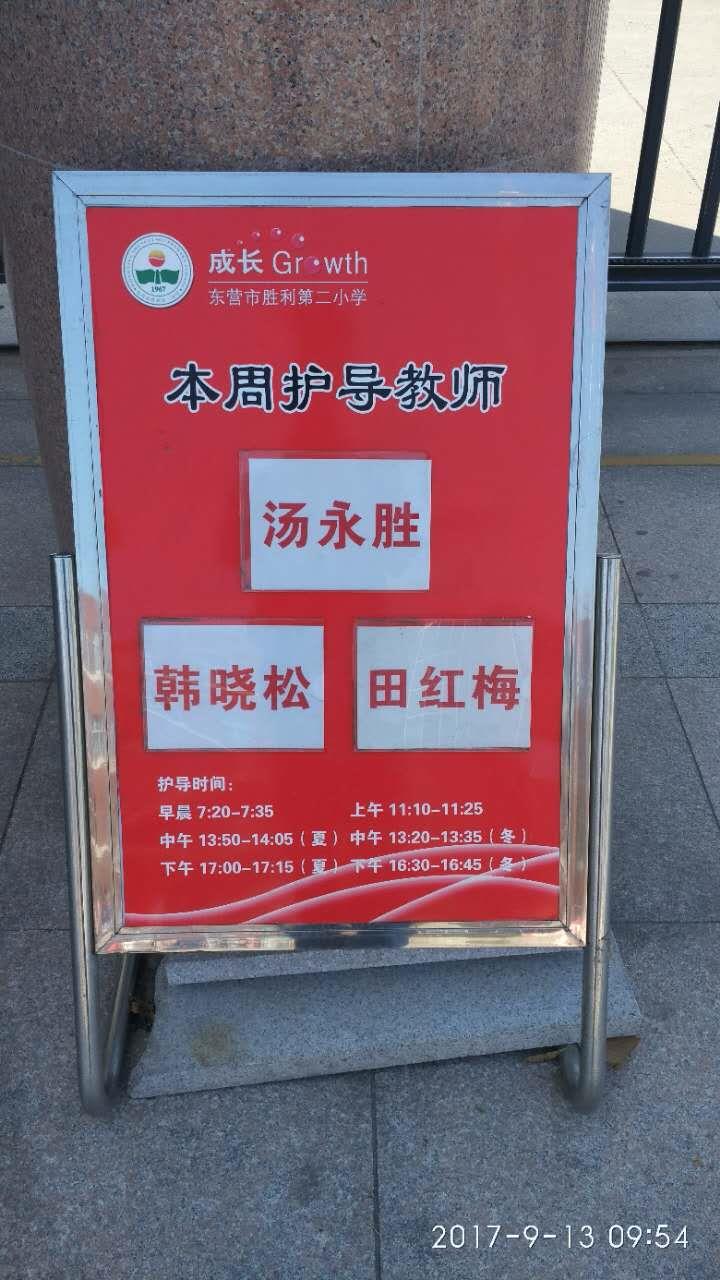 成长 Growth
东营市胜利第二小学
1967
本周护导教师
汤永胜
韩晓松 田红梅
护导时间：
早晨 7:20-7:35 上午 11:10-11:25
中午 13:50-14:05（夏） 中午 13:20-13:35（冬）
下午 17:00-17:15（夏） 下午 16:30-16:45（冬）
2017-9-13 09:54